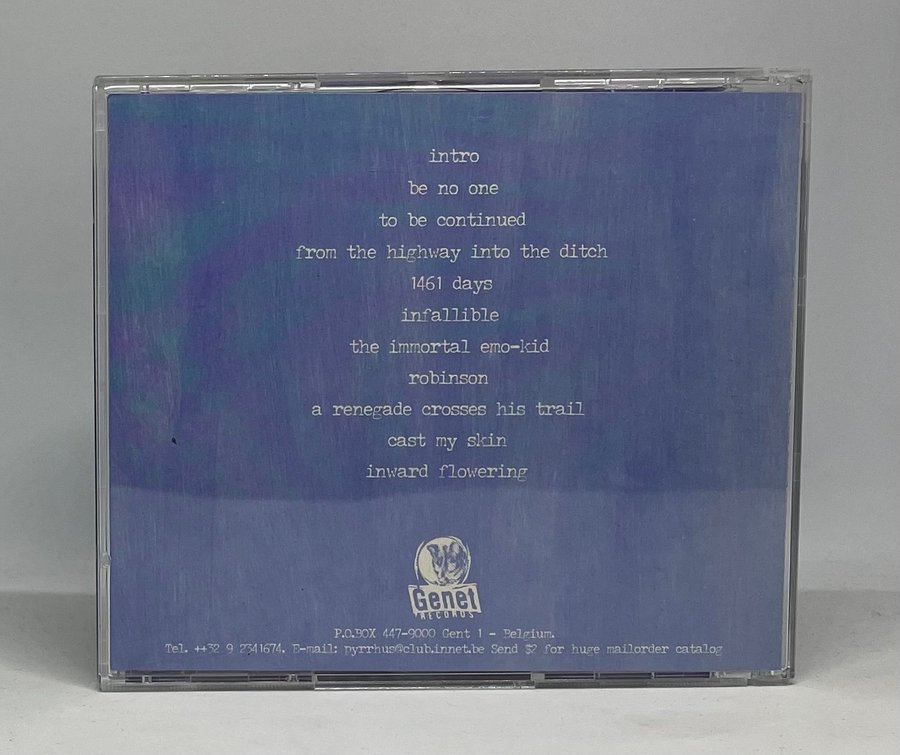 intro
be no one
to be continued
from the highway into the ditch
1461 days
infallible
the immortal emo-kid
robinson
a renegade crosses his trail
cast my skin
inward flowering
Genet
RECORDS
P.O.BOX 447-9000 Gent 1 - Belgium.
Tel. ++32 9 2341674. E-mail: pyrrhus@club.innet.be Send $2 for huge mailorder catalog